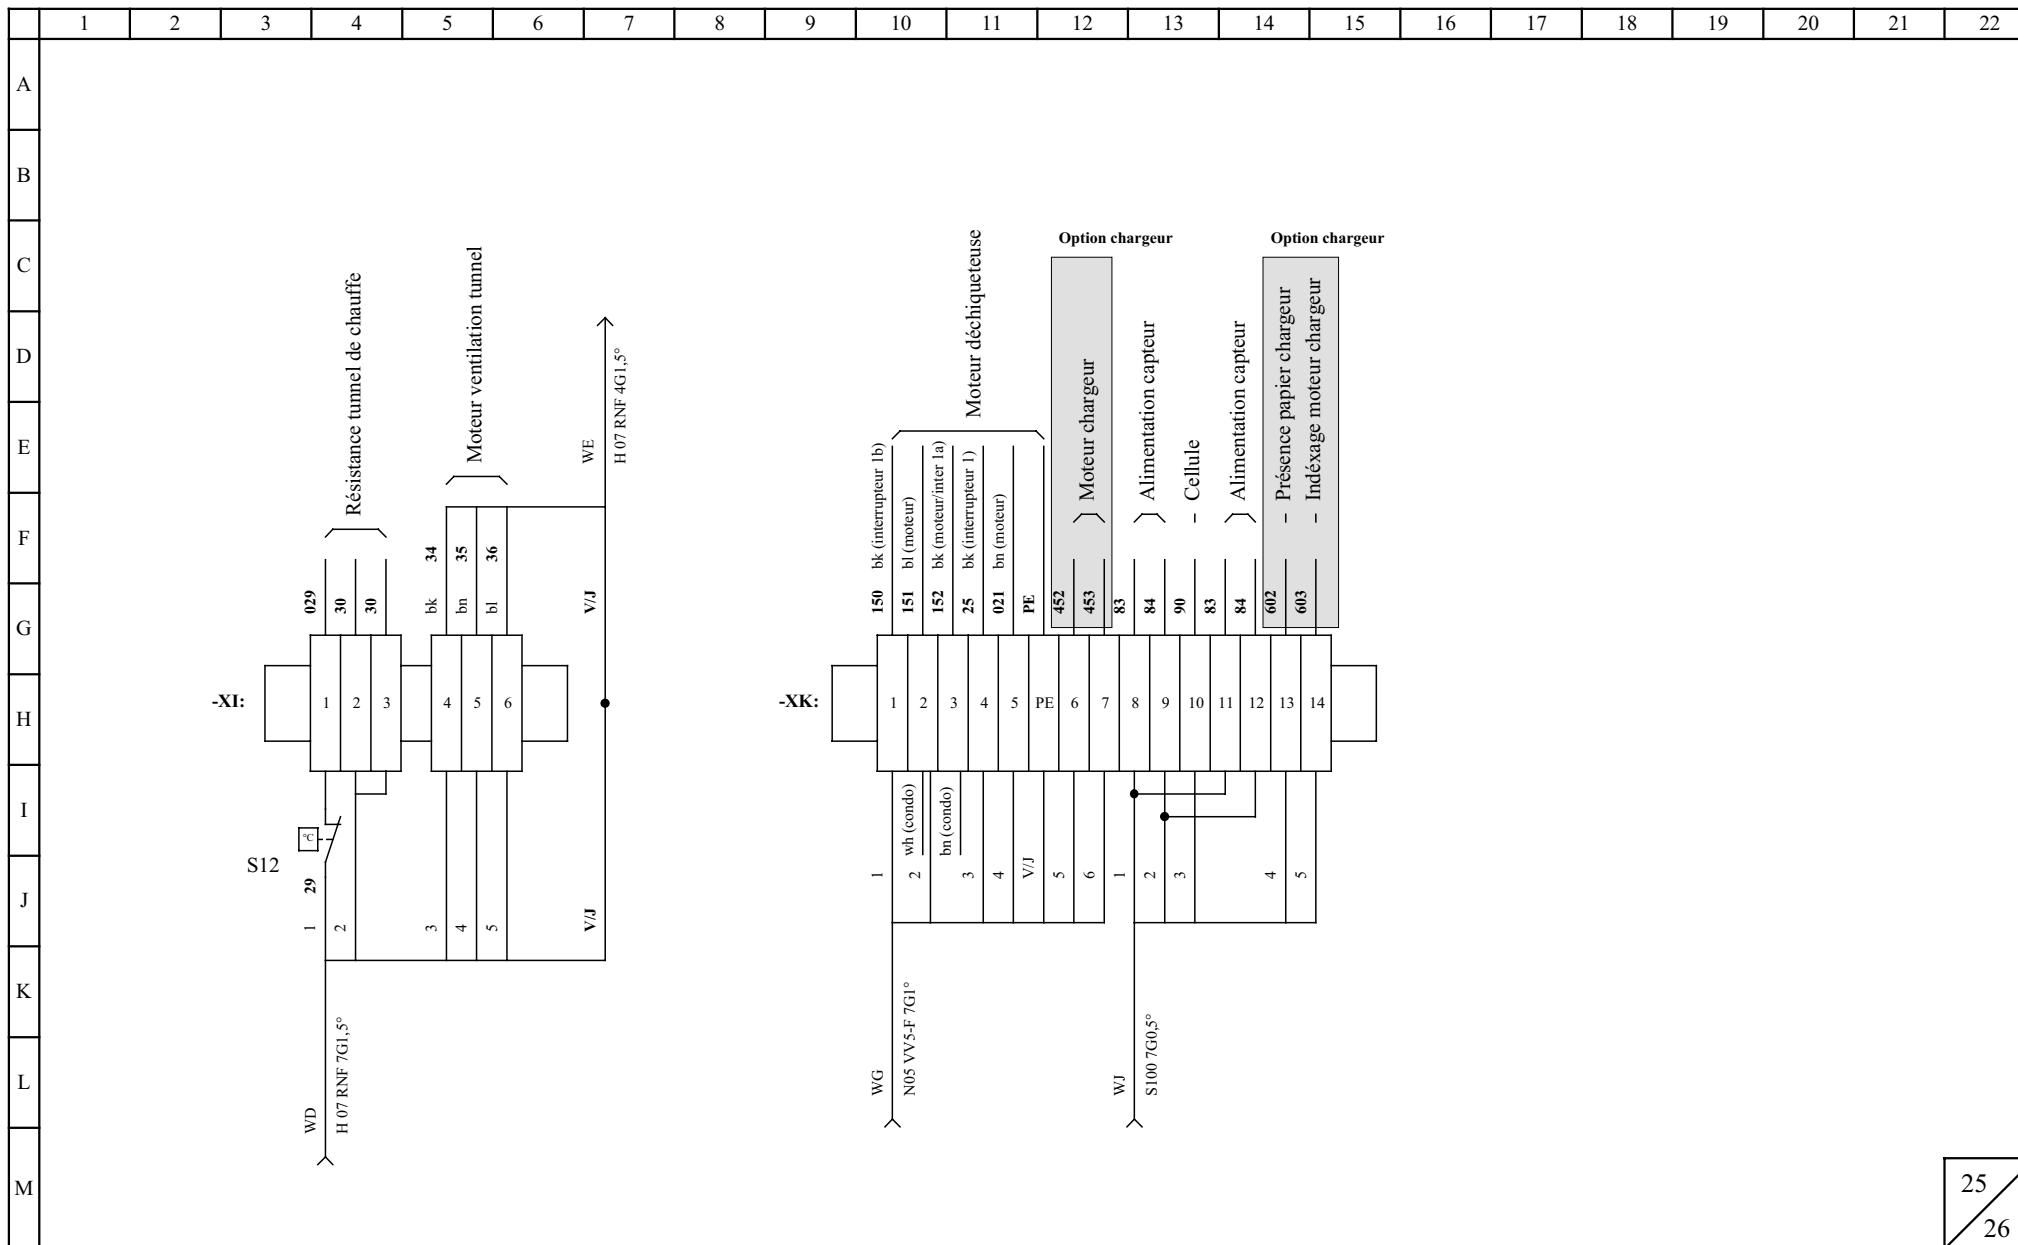 1 2 3 4 5 6 7 8 9 10 11 12 13 14 15 16 17 18 19 20 21 22
A
B
C
D
E
F
G
H
I
J
K
L
M
Résistance tunnel de chauffe
Moteur ventilation tunnel
WE
H 07 RNF 4G1,5°
029
30
30
34
35
36
bk
bn
bl
V/J
-XI:
1 2 3 4 5 6
°C
S12
29
1
2
3
4
5
V/J
WD
H 07 RNF 7G1,5°
Moteur déchiqueteuse
Option chargeur
Option chargeur
Moteur chargeur
Alimentation capteur
- Cellule
Alimentation capteur
- Présence papier chargeur
- Indéxage moteur chargeur
bk (interrupteur 1b)
bl (moteur)
bk (moteur/inter 1a)
bk (interrupteur 1)
bn (moteur)
150
151
152
25
021
PE
452
453
83
84
90
83
84
602
603
-XK:
1 2 3 4 5 PE 6 7 8 9 10 11 12 13 14
wh (condo)
bn (condo)
1
2
3
4
V/J
5
6
1
2
3
4
5
WG
N05 VV5-F 7G1°
WJ
S100 7G0,5°
25
26